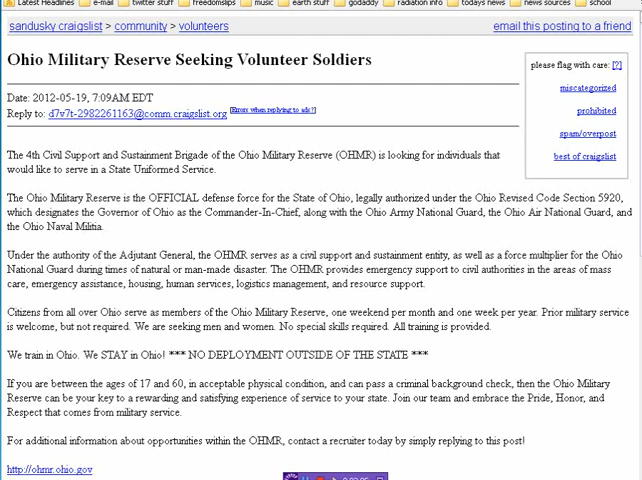 Latest Headlines e-mail twitter stuff freedomslips music earth stuff godaddy radiation info todays news news sources school
sandusky craigslist > community > volunteers email this posting to a friend
Ohio Military Reserve Seeking Volunteer Soldiers
please flag with care: [?]
miscategorized
prohibited
spam/overpost
best of craigslist
Date: 2012-05-19, 7:09AM EDT
Reply to: d7v7t-2982261163@comm.craigslist.org [Errors when replying to ads?]
The 4th Civil Support and Sustainment Brigade of the Ohio Military Reserve (OHMR) is looking for individuals that
would like to serve in a State Uniformed Service.
The Ohio Military Reserve is the OFFICIAL defense force for the State of Ohio, legally authorized under the Ohio Revised Code Section 5920,
which designates the Governor of Ohio as the Commander-In-Chief, along with the Ohio Army National Guard, the Ohio Air National Guard, and
the Ohio Naval Militia.
Under the authority of the Adjutant General, the OHMR serves as a civil support and sustainment entity, as well as a force multiplier for the Ohio
National Guard during times of natural or man-made disaster. The OHMR provides emergency support to civil authorities in the areas of mass
care, emergency assistance, housing, human services, logistics management, and resource support.
Citizens from all over Ohio serve as members of the Ohio Military Reserve, one weekend per month and one week per year. Prior military service
is welcome, but not required. We are seeking men and women. No special skills required. All training is provided.
We train in Ohio. We STAY in Ohio! *** NO DEPLOYMENT OUTSIDE OF THE STATE ***
If you are between the ages of 17 and 60, in acceptable physical condition, and can pass a criminal background check, then the Ohio Military
Reserve can be your key to a rewarding and satisfying experience of service to your state. Join our team and embrace the Pride, Honor, and
Respect that comes from military service.
For additional information about opportunities within the OHMR, contact a recruiter today by simply replying to this post!
http://ohmr.ohio.gov